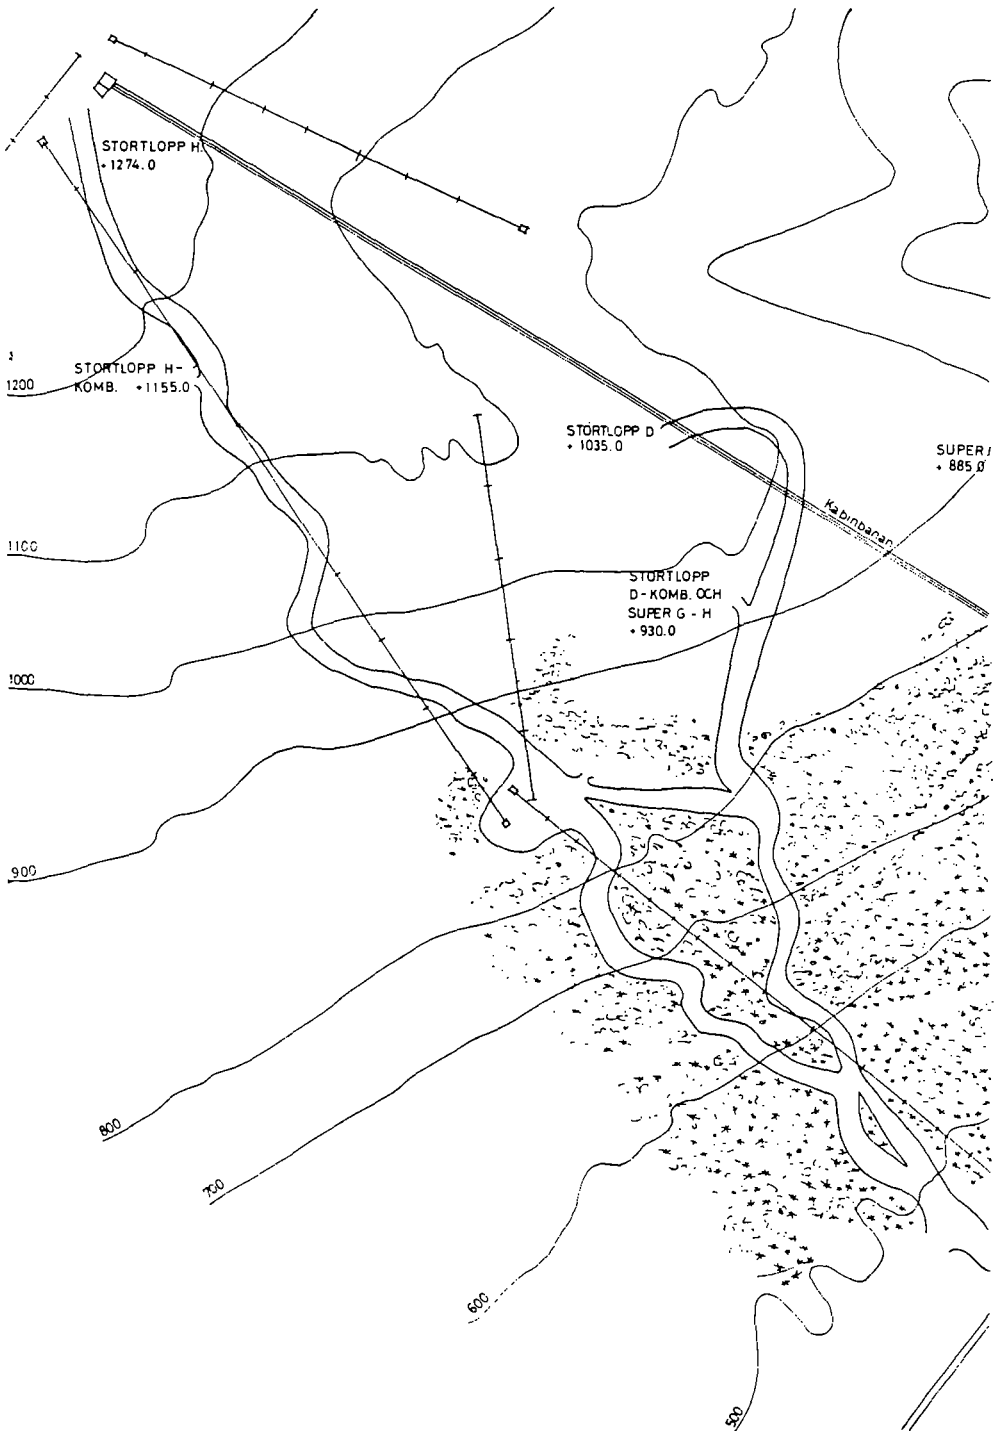 STORTLOPP H.
+1274.0
1200
STORTLOPP H-
KOMB. +1155.0
STORTLOPP D
+ 1035.0
SUPER
+ 885.0
Kabinbanan
1100
STORTLOPP
D-KOMB. OCH
SUPER G - H
+930.0
1000
900
800
700
600
500